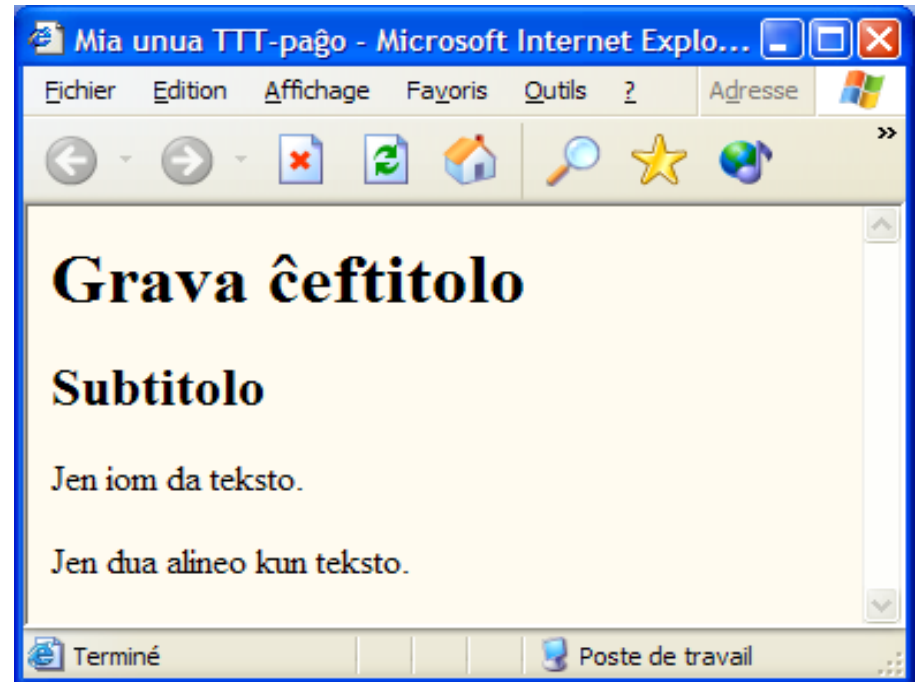 Mia unua TTT-paĝo - Microsoft Internet Explo...
Fichier Edition Affichage Favoris Outils ? Adresse
»
Grava ĉeftitolo
Subtitolo
Jen iom da teksto.
Jen dua alineo kun teksto.
Terminé Poste de travail